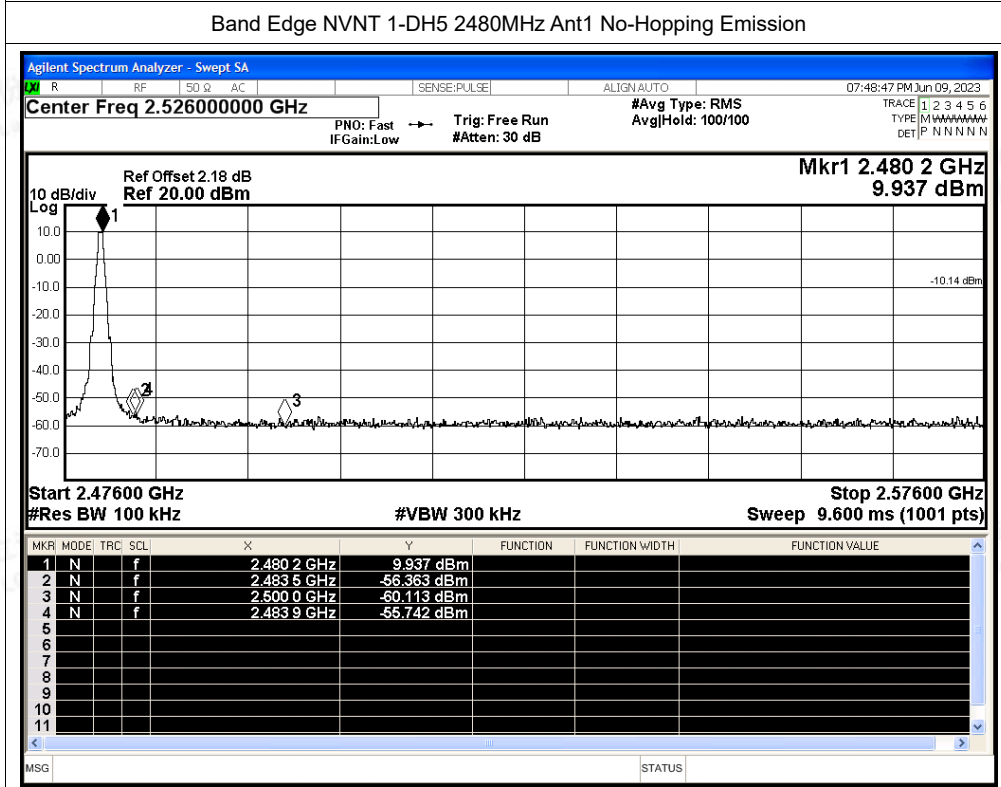 Band Edge NVNT 1-DH5 2480MHz Ant1 No-Hopping Emission
Agilent Spectrum Analyzer - Swept SA
LXI R RF 50 Ω AC SENSE:PULSE ALIGN AUTO 07:48:47 PM Jun 09, 2023
Center Freq 2.526000000 GHz #Avg Type: RMS TRACE 1 2 3 4 5 6
PNO: Fast Trig: Free Run Avg|Hold: 100/100 TYPE M WWWWW
IFGain:Low #Atten: 30 dB DET P N N N N N
Mkr1 2.480 2 GHz
Ref Offset 2.18 dB
10 dB/div Ref 20.00 dBm 9.937 dBm
Log
1
10.0
0.00
-10.0 -10.14 dBm
-20.0
-30.0
-40.0
2 4
-50.0 3
-60.0
-70.0
Start 2.47600 GHz Stop 2.57600 GHz
#Res BW 100 kHz #VBW 300 kHz Sweep 9.600 ms (1001 pts)
MKR MODE TRC SCL X Y FUNCTION FUNCTION WIDTH FUNCTION VALUE
1 N f 2.480 2 GHz 9.937 dBm
2 N f 2.483 5 GHz -56.363 dBm
3 N f 2.500 0 GHz -60.113 dBm
4 N f 2.483 9 GHz -55.742 dBm
5
6
7
8
9
10
11
MSG STATUS